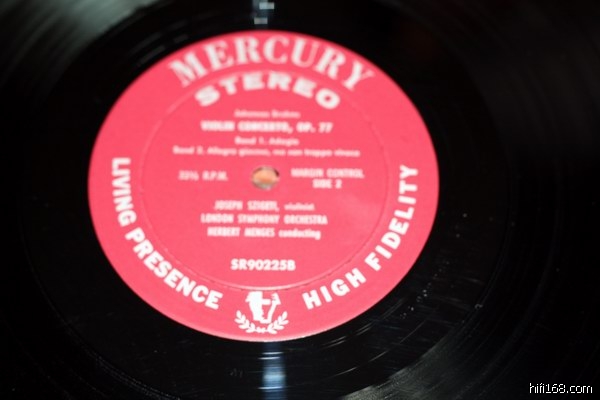 MERCURY
STEREO
Johannes Brahms
VIOLIN CONCERTO, OP. 77
Band 1. Adagio
Band 2. Allegro giocoso, ma non troppo vivace
33⅓ R.P.M.
MARGIN CONTROL
SIDE 2
JOSEPH SZIGETI, violinist
LONDON SYMPHONY ORCHESTRA
HERBERT MENGES conducting
SR90225B
LIVING PRESENCE
HIGH FIDELITY
hifi168.com